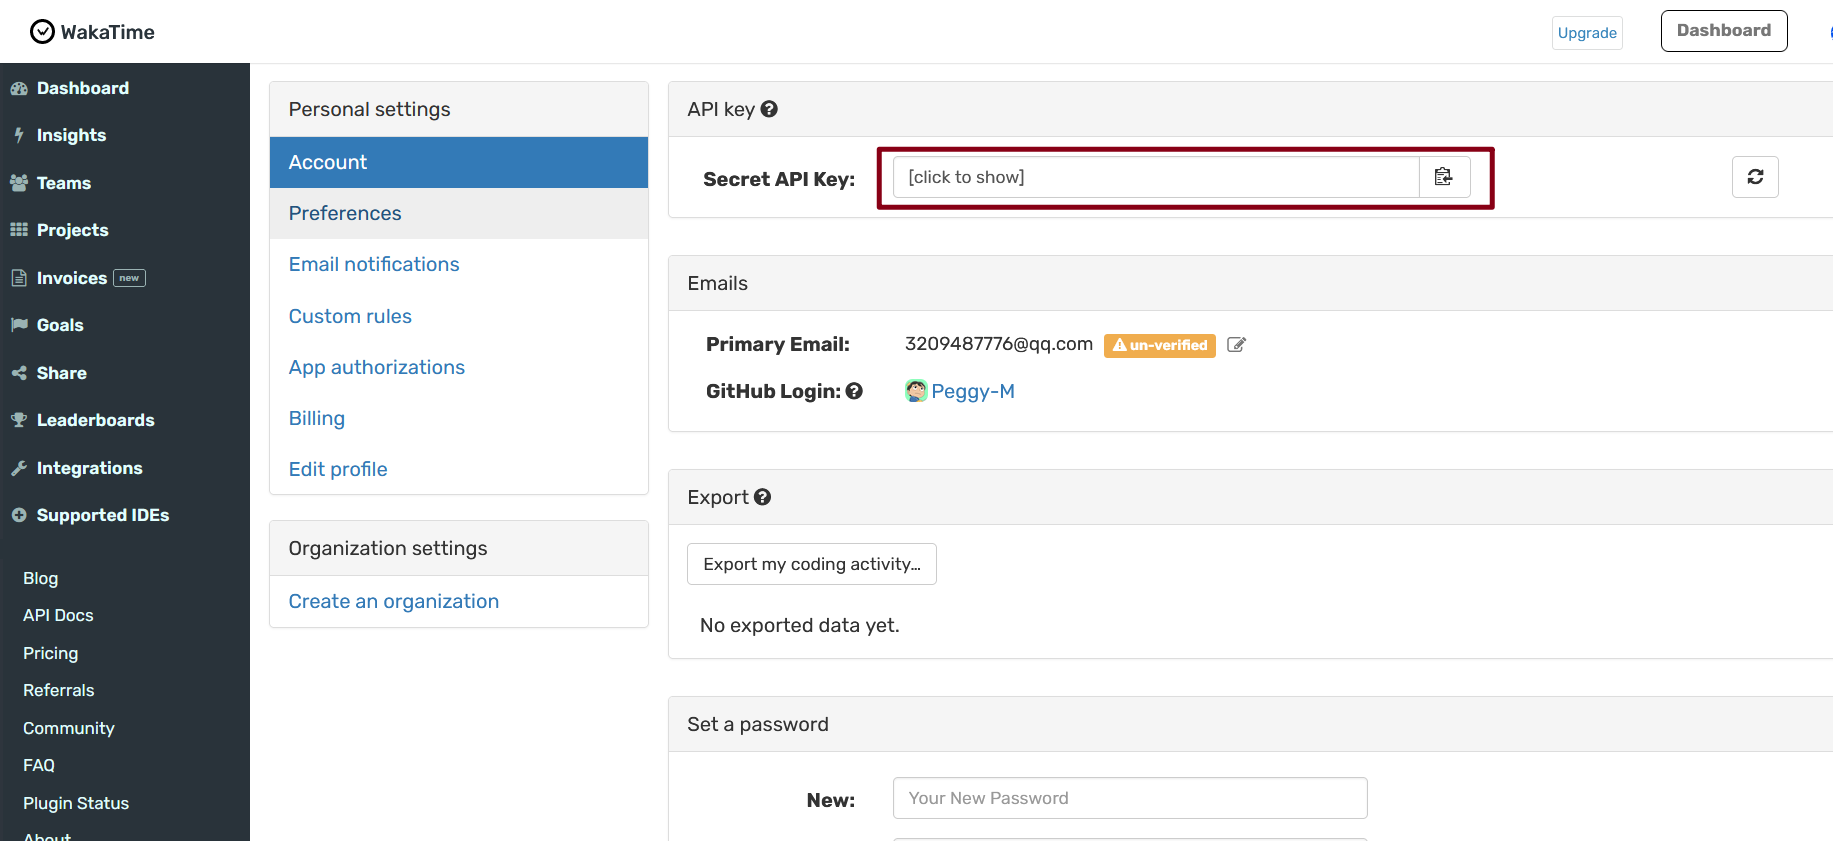 WakaTime
Upgrade
Dashboard
Dashboard
Insights
Teams
Projects
Invoices new
Goals
Share
Leaderboards
Integrations
Supported IDEs
Blog
API Docs
Pricing
Referrals
Community
FAQ
Plugin Status
About
Personal settings
Account
Preferences
Email notifications
Custom rules
App authorizations
Billing
Edit profile
Organization settings
Create an organization
API key
Secret API Key: [click to show]
Emails
Primary Email: 3209487776@qq.com un-verified
GitHub Login: Peggy-M
Export
Export my coding activity...
No exported data yet.
Set a password
New: Your New Password